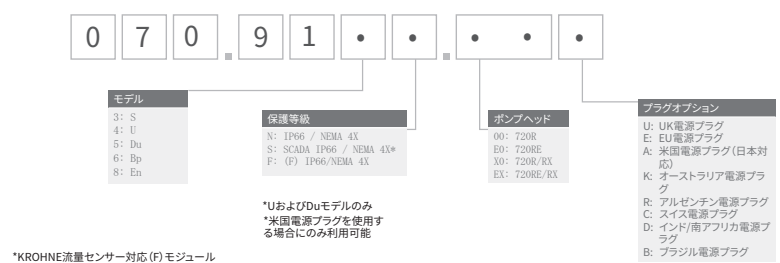 070.91••.•••
モデル
3: S
4: U
5: Du
6: Bp
8: En
保護等級
N: IP66 / NEMA 4X
S: SCADA IP66 / NEMA 4X*
F: (F) IP66/NEMA 4X
*UおよびDuモデルのみ
*米国電源プラグを使用す
る場合にのみ利用可能
ポンプヘッド
00: 720R
E0: 720RE
X0: 720R/RX
EX: 720RE/RX
プラグオプション
U: UK電源プラグ
E: EU電源プラグ
A: 米国電源プラグ(日本対
応)
K: オーストラリア電源プラ
グ
R: アルゼンチン電源プラグ
C: スイス電源プラグ
D: インド/南アフリカ電源プ
ラグ
B: ブラジル電源プラグ
*KROHNE流量センサー対応(F)モジュール